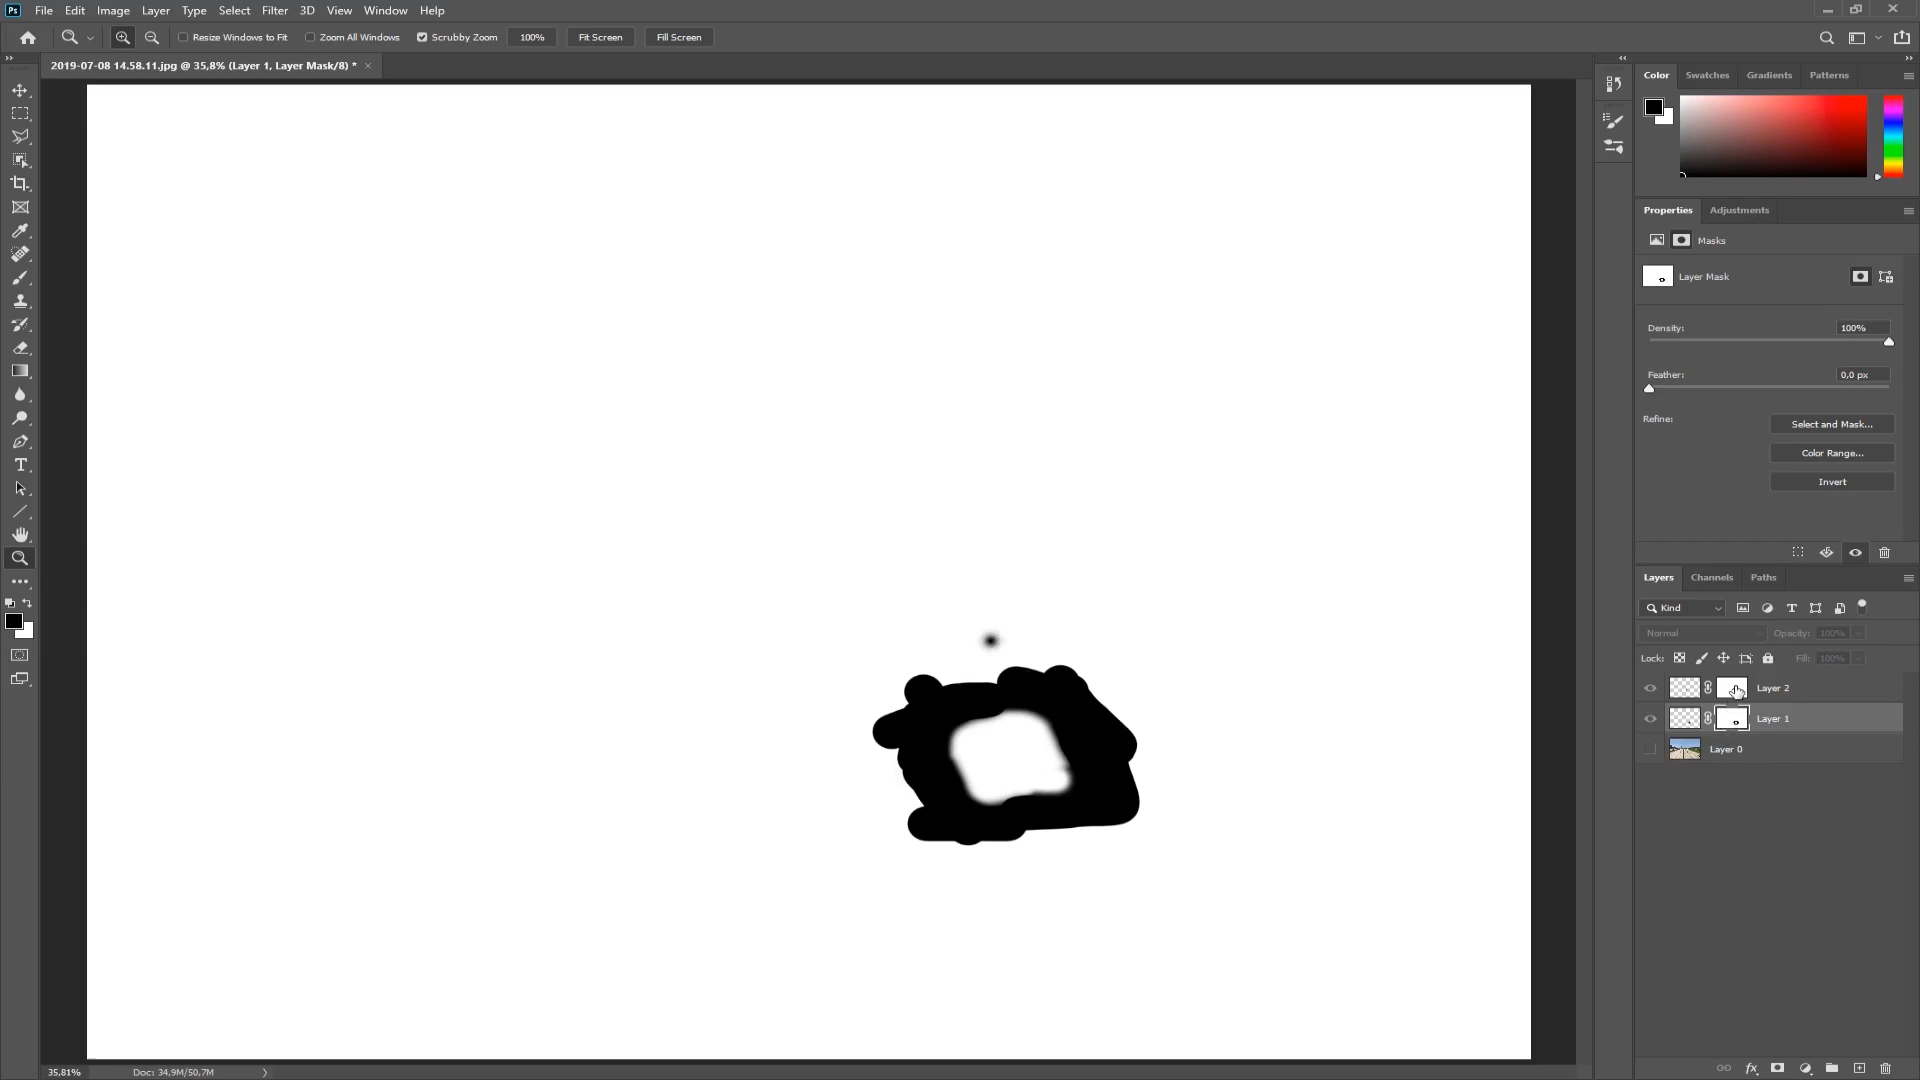 Ps File Edit Image Layer Type Select Filter 3D View Window Help
Resize Windows to Fit Zoom All Windows Scrubby Zoom 100% Fit Screen Fill Screen
2019-07-08 14.58.11.jpg @ 35,8% (Layer 1, Layer Mask/8) *
Color Swatches Gradients Patterns
Properties Adjustments
Masks
Layer Mask
Density: 100%
Feather: 0,0 px
Refine: Select and Mask...
Color Range...
Invert
Layers Channels Paths
Kind
Normal Opacity: 100%
Lock: Fill: 100%
Layer 2
Layer 1
Layer 0
35,81% Doc: 34,9M/50,7M